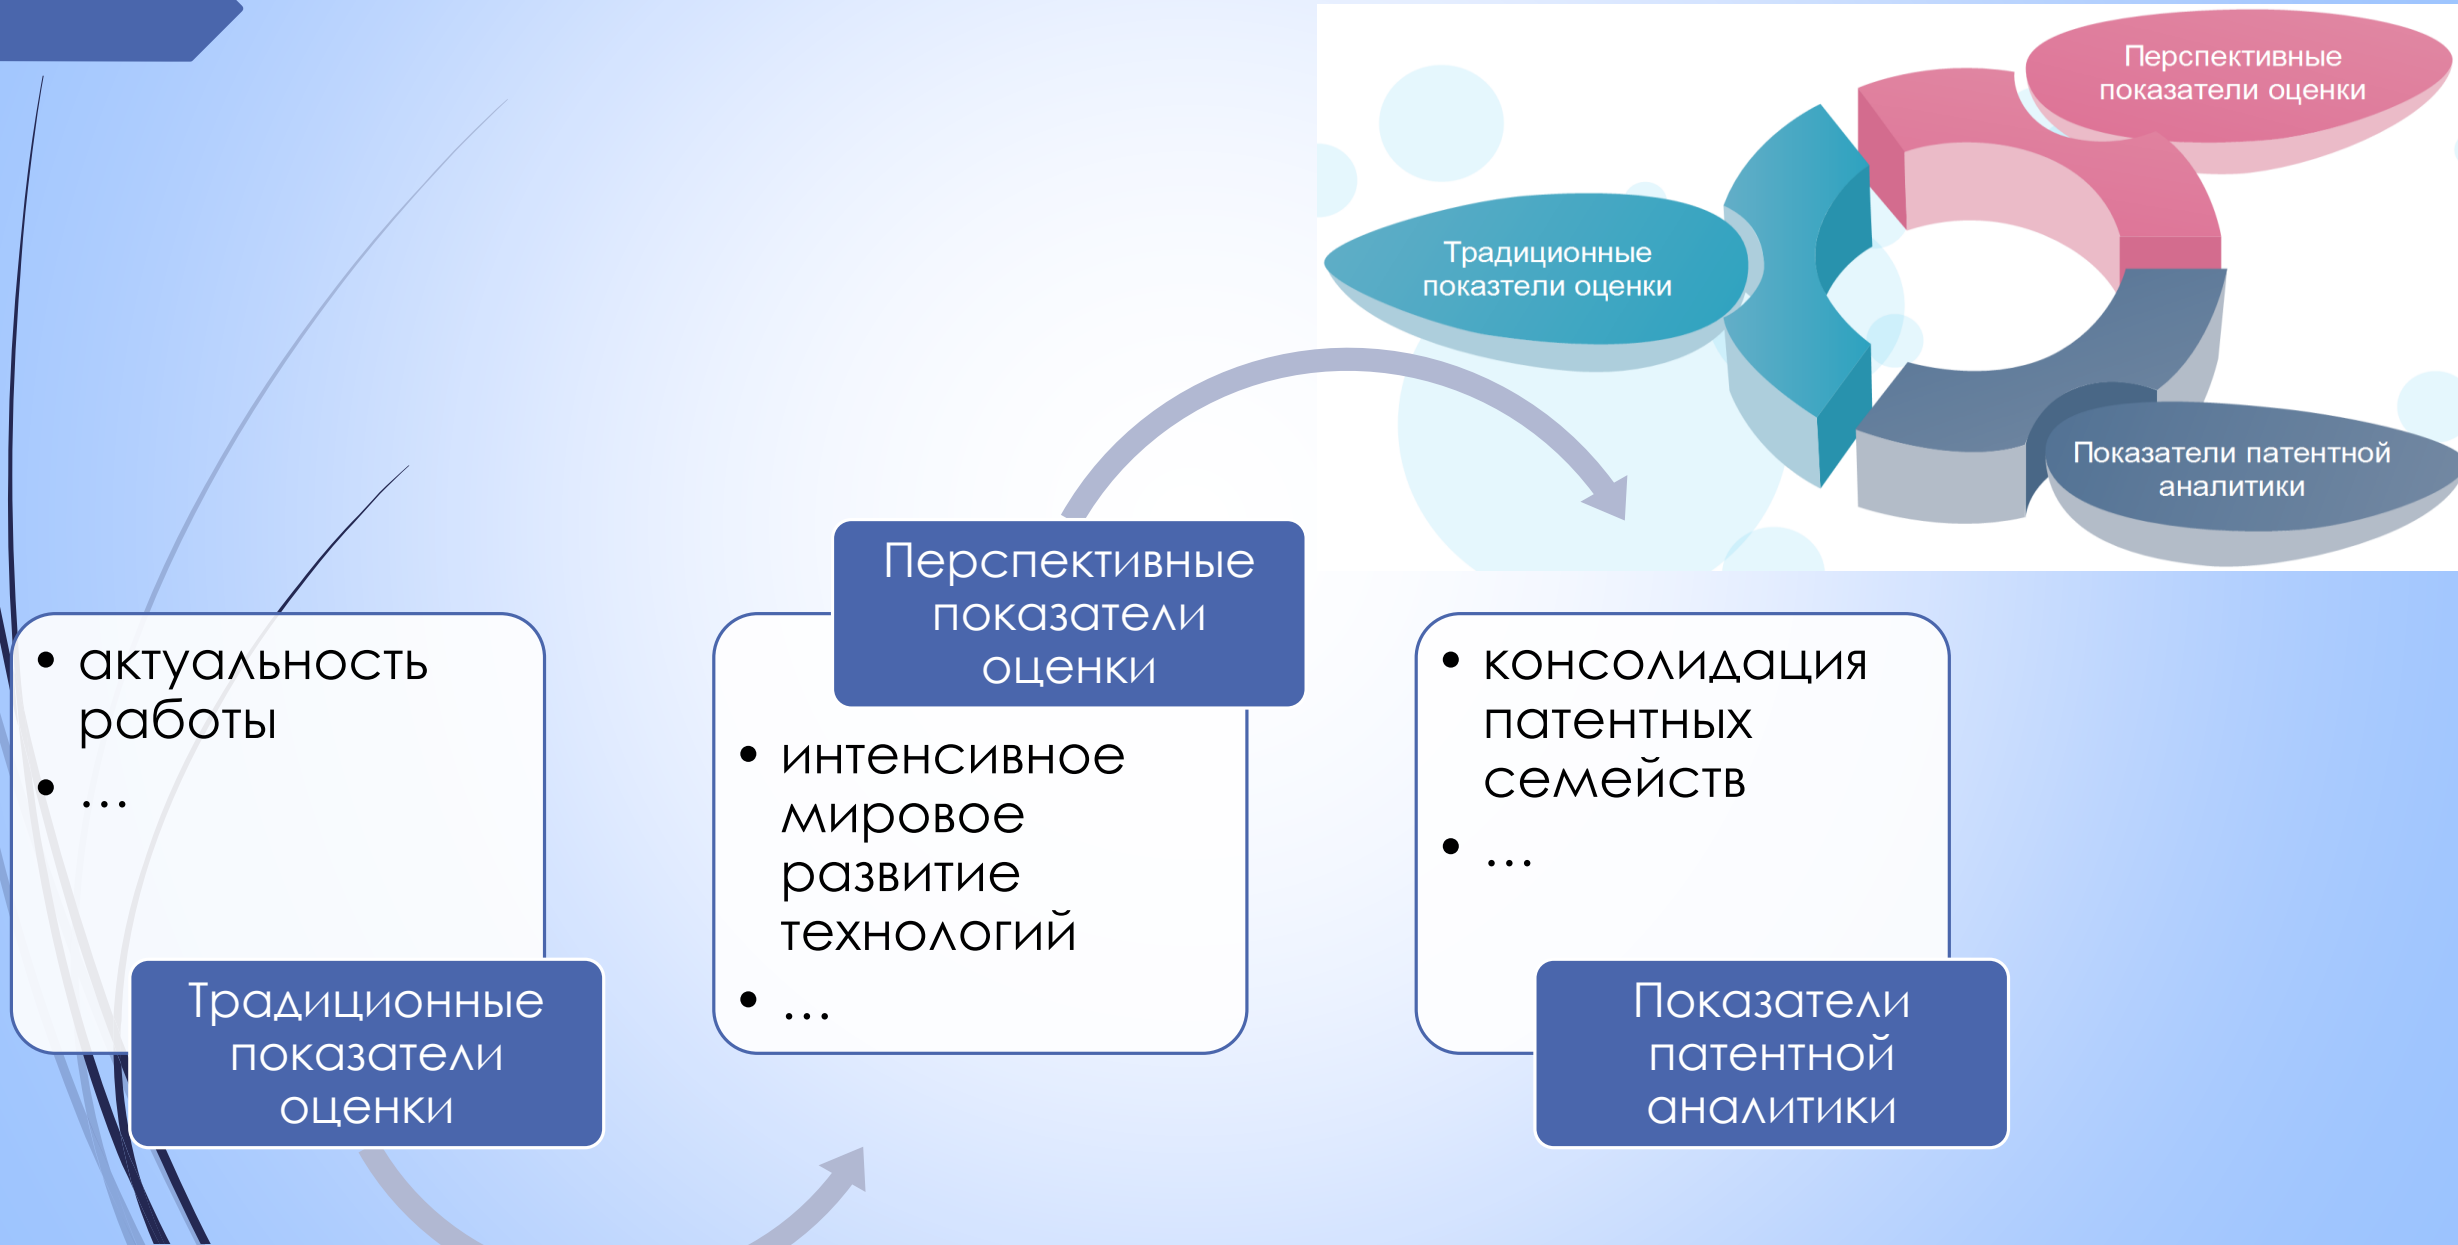 Перспективные
показатели оценки
Традиционные
показтели оценки
Показатели патентной
аналитики
• актуальность
работы
• …
Традиционные
показатели
оценки
Перспективные
показатели
оценки
• интенсивное
мировое
развитие
технологий
• …
• консолидация
патентных
семейств
• …
Показатели
патентной
аналитики